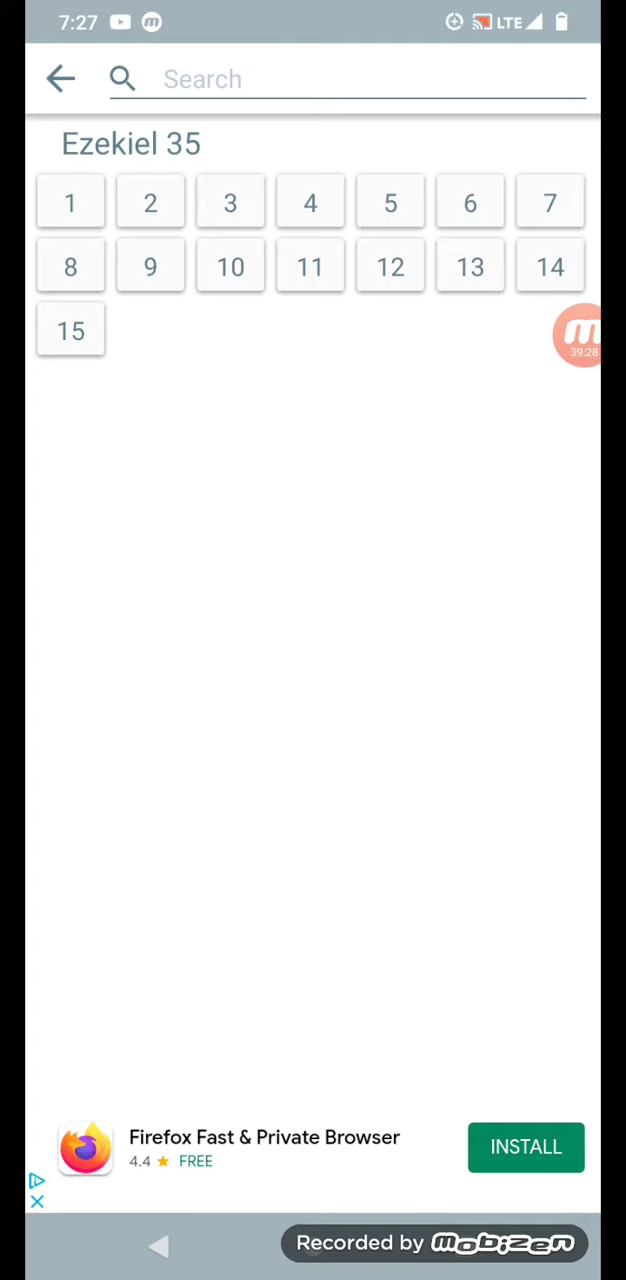 7:27 LTE
Search
Ezekiel 35
1 2 3 4 5 6 7
8 9 10 11 12 13 14
15
39:28
Firefox Fast & Private Browser
4.4 ★ FREE
INSTALL
Recorded by mobizen